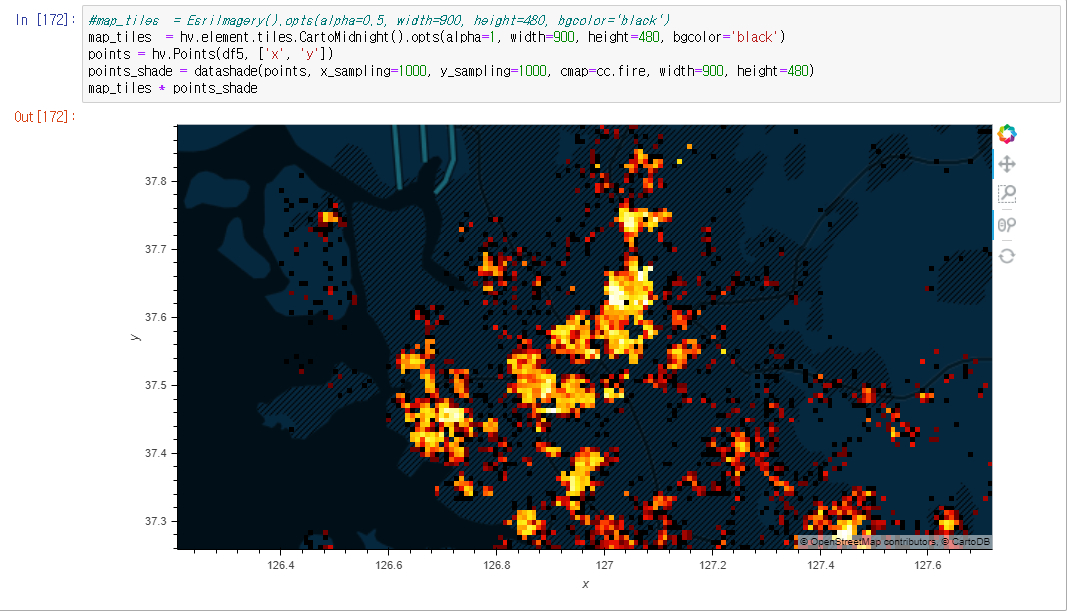 In [172]:
#map_tiles  = EsriImagery().opts(alpha=0.5, width=900, height=480, bgcolor='black')
map_tiles  = hv.element.tiles.CartoMidnight().opts(alpha=1, width=900, height=480, bgcolor='black')
points = hv.Points(df5, ['x', 'y'])
points_shade = datashade(points, x_sampling=1000, y_sampling=1000, cmap=cc.fire, width=900, height=480)
map_tiles * points_shade
Out[172]:
37.8
37.7
37.6
y
37.5
37.4
37.3
© OpenStreetMap contributors, © CartoDB
126.4 126.6 126.8 127 127.2 127.4 127.6
x